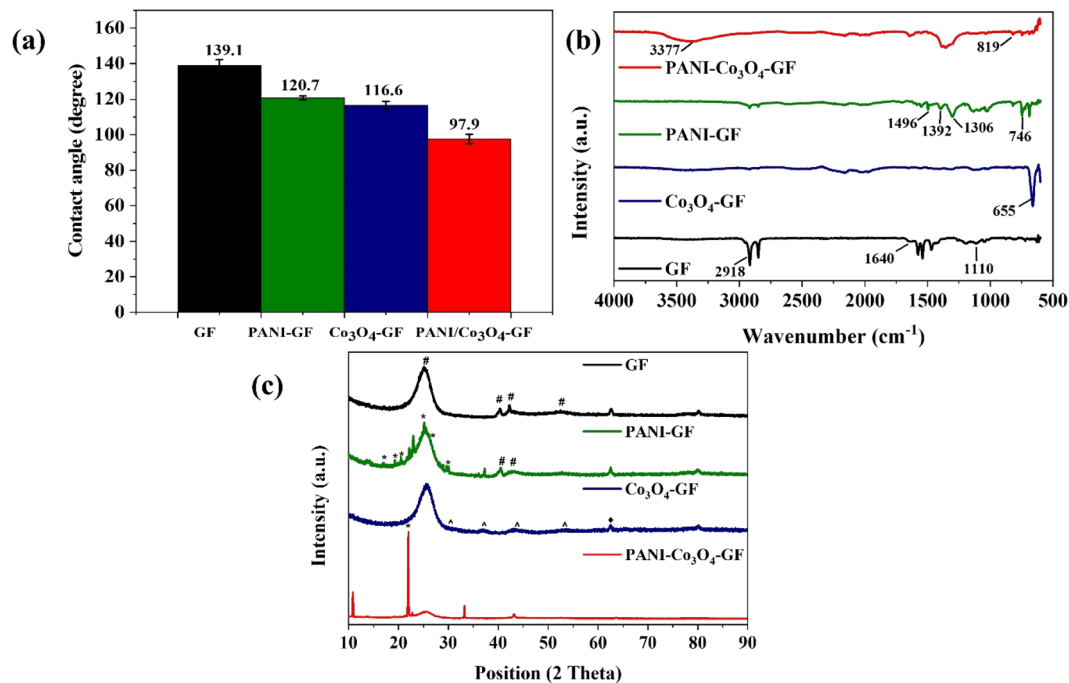 (a)
Contact angle (degree)
180
160
140
120
100
80
60
40
20
0
139.1
120.7
116.6
97.9
GF
PANI-GF
Co3O4-GF
PANI/Co3O4-GF
(b)
Intensity (a.u.)
3377
819
PANI-Co3O4-GF
1496
1392
1306
746
PANI-GF
655
Co3O4-GF
2918
1640
1110
GF
4000 3500 3000 2500 2000 1500 1000 500
Wavenumber (cm-1)
(c)
Intensity (a.u.)
# # # #
GF
* * * * * * # #
PANI-GF
^ ^ ^ ^ ♦
Co3O4-GF
*
PANI-Co3O4-GF
10 20 30 40 50 60 70 80 90
Position (2 Theta)